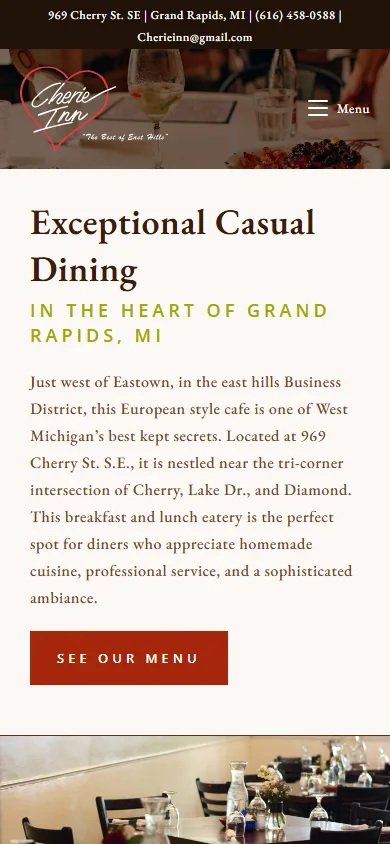 969 Cherry St. SE | Grand Rapids, MI | (616) 458-0588 |
Cherieinn@gmail.com
Cherie
Inn
"The Best of East Hills"
Menu
Exceptional Casual
Dining
IN THE HEART OF GRAND
RAPIDS, MI
Just west of Eastown, in the east hills Business
District, this European style cafe is one of West
Michigan’s best kept secrets. Located at 969
Cherry St. S.E., it is nestled near the tri-corner
intersection of Cherry, Lake Dr., and Diamond.
This breakfast and lunch eatery is the perfect
spot for diners who appreciate homemade
cuisine, professional service, and a sophisticated
ambiance.
SEE OUR MENU